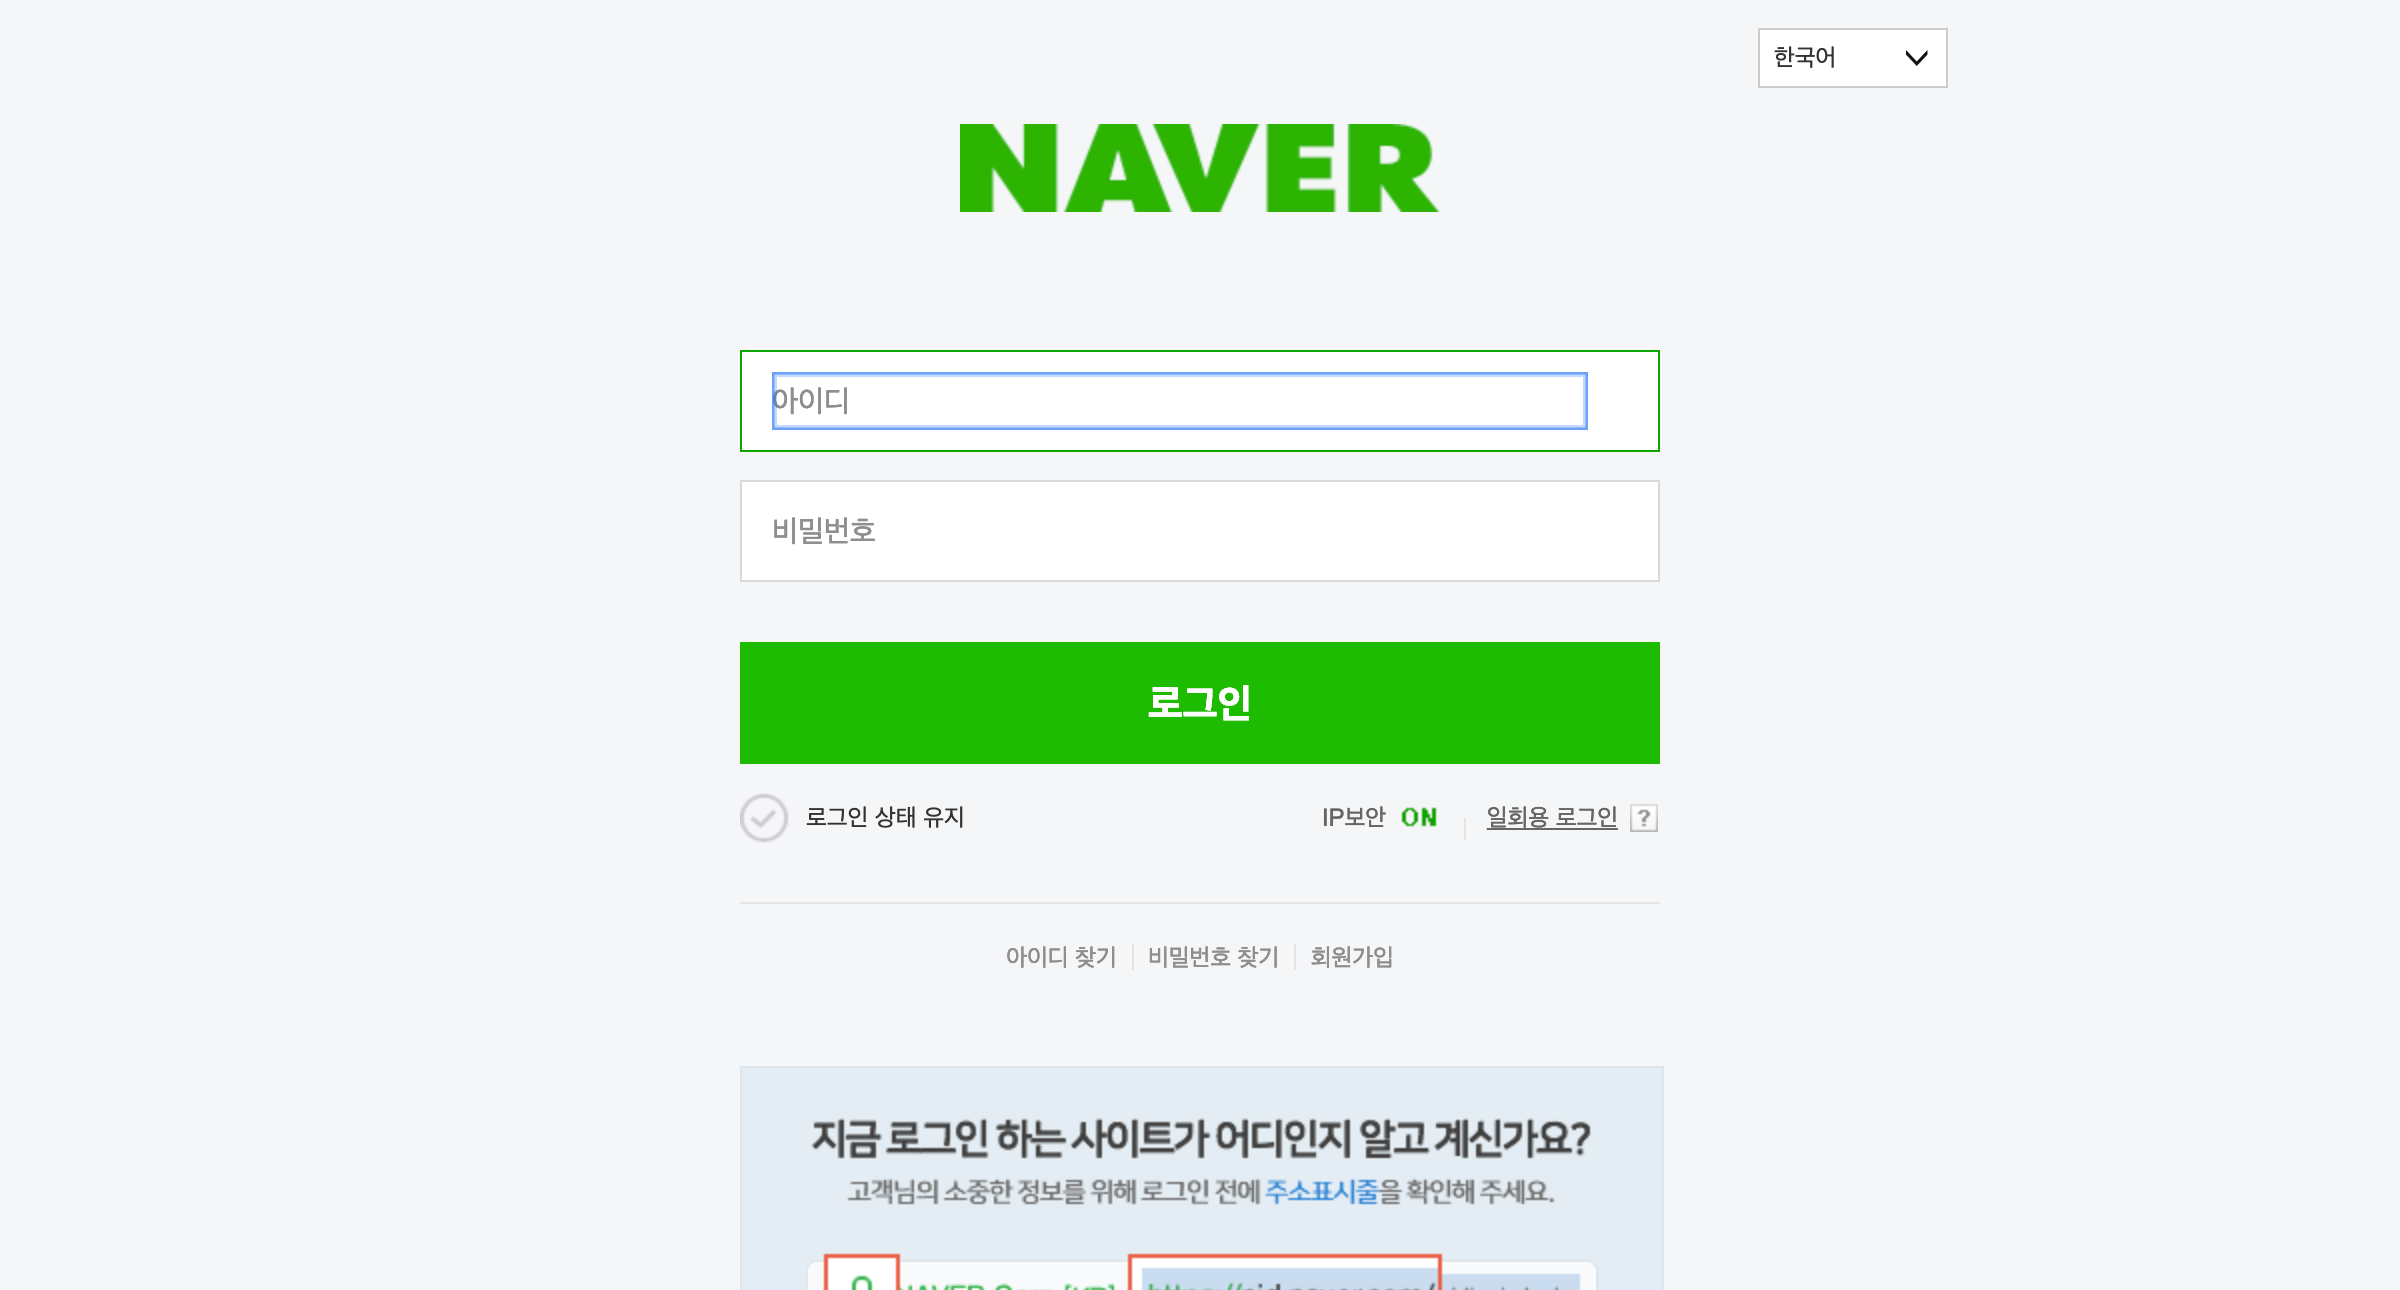 한국어
NAVER
아이디
비밀번호
로그인
로그인 상태 유지
IP보안 ON
일회용 로그인 ?
아이디 찾기
비밀번호 찾기
회원가입
지금 로그인 하는 사이트가 어디인지 알고 계신가요?
고객님의 소중한 정보를 위해 로그인 전에 주소표시줄을 확인해 주세요.